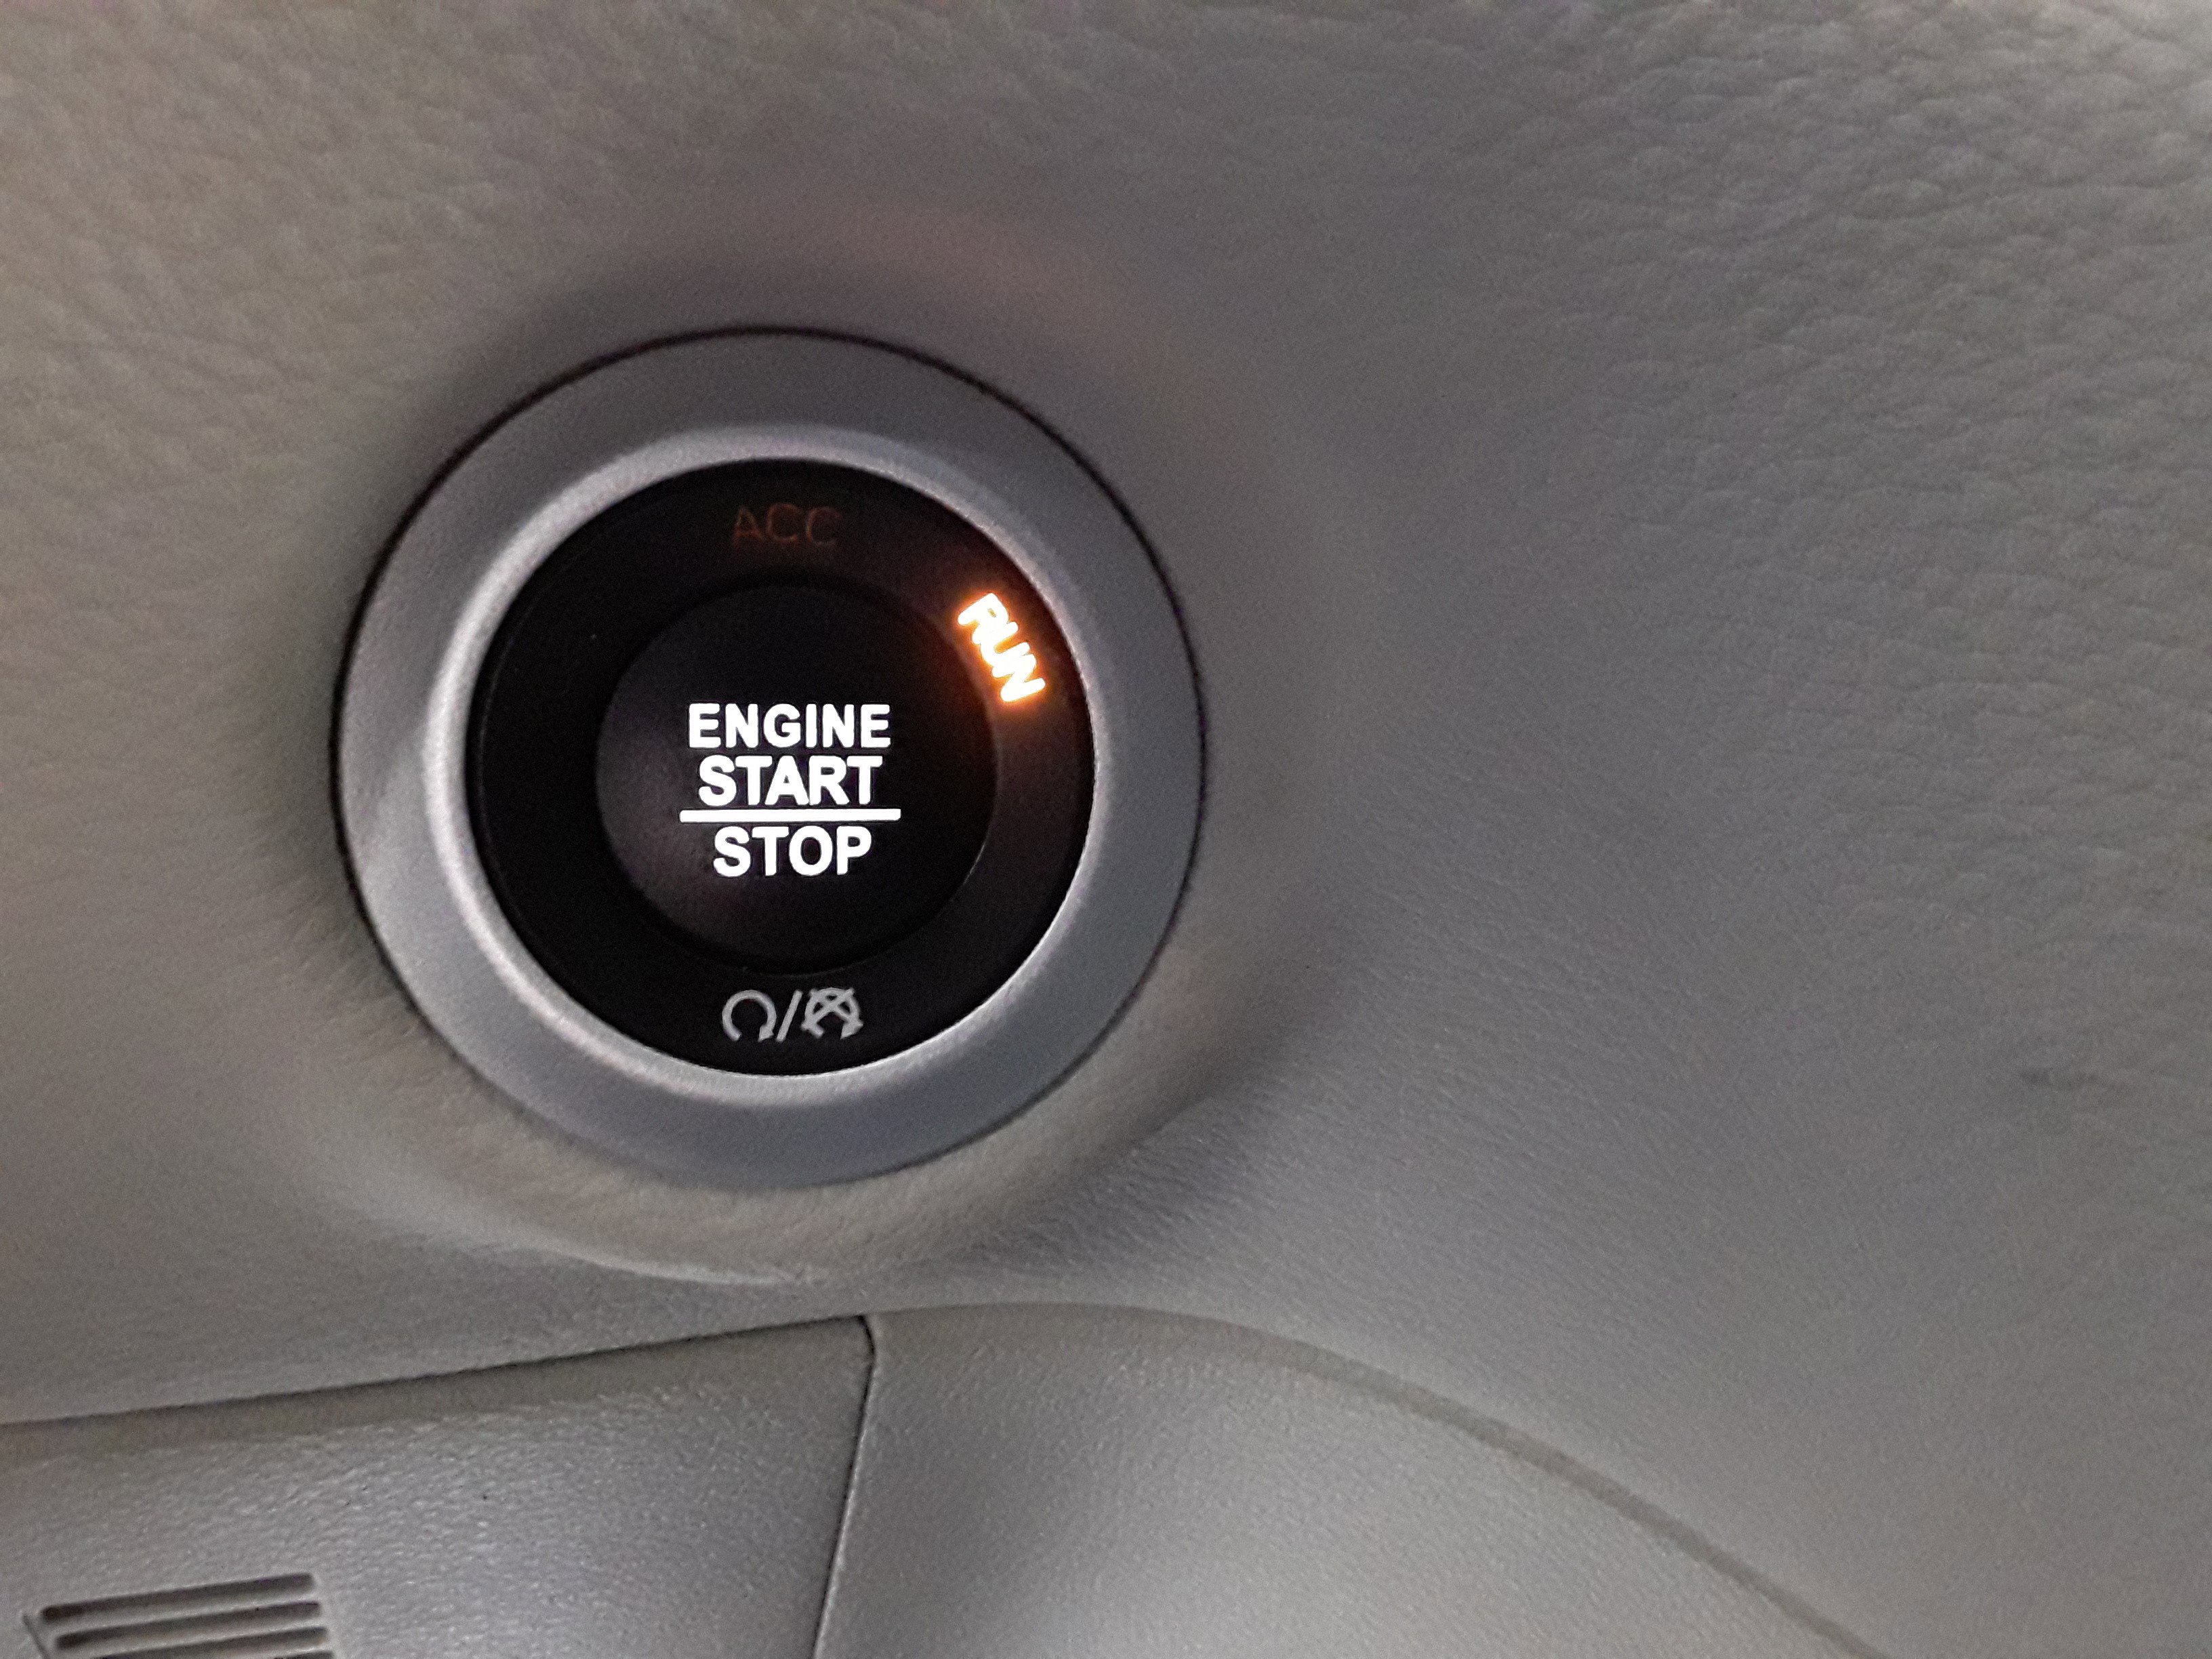 ACC
RUN
ENGINE
START
STOP
/